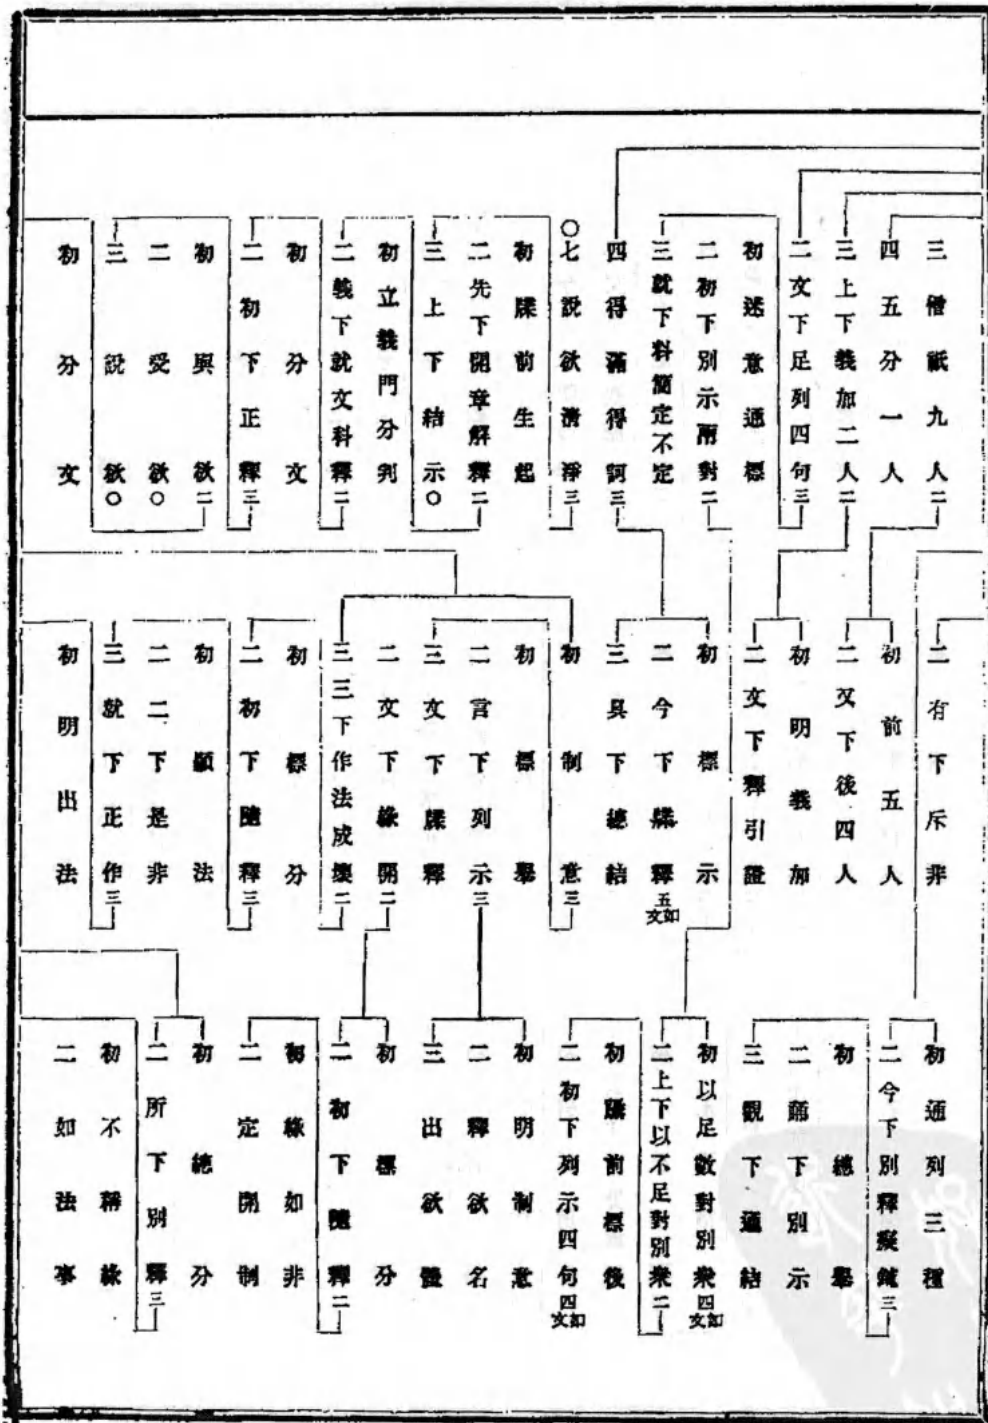 三僧祇九人二
四五分一人
三上下義加二人二
二文下足列四句三
初述意通標
二初下別示兩對二
三就下料簡定不定
四得滿得訶三
〇七說欲清淨三
初牒前生起
二先下開章解釋二
三上下結示〇
初立義門分判
二義下就文科釋二
初分文
二初下正釋三
初與欲二
二受欲〇
三說欲〇
初分文
二有下斥非
初前五人
二又下後四人
初明義加
二文下釋引證
初標示
二今下牒釋五如文
三具下總結
初制意三
初標舉
二言下列示三
三文下牒釋
二文下緣開二
三三下作法成壞二
初標分
二初下隨釋三
初顯法
二二下是非
三就下正作三
初明出法
初通列三種
二今下別釋癡鈍三
初總舉
二下別示
三觀下通結
初以足數對別衆四如文
二上下以不足對別衆二
初牒前標後
二初下列示四句四如文
初明制意
二釋欲名
三出欲體
初標分
二初下隨釋二
初緣如非
二定開制
初總分
二所下別釋三
初不稱緣
二如法事